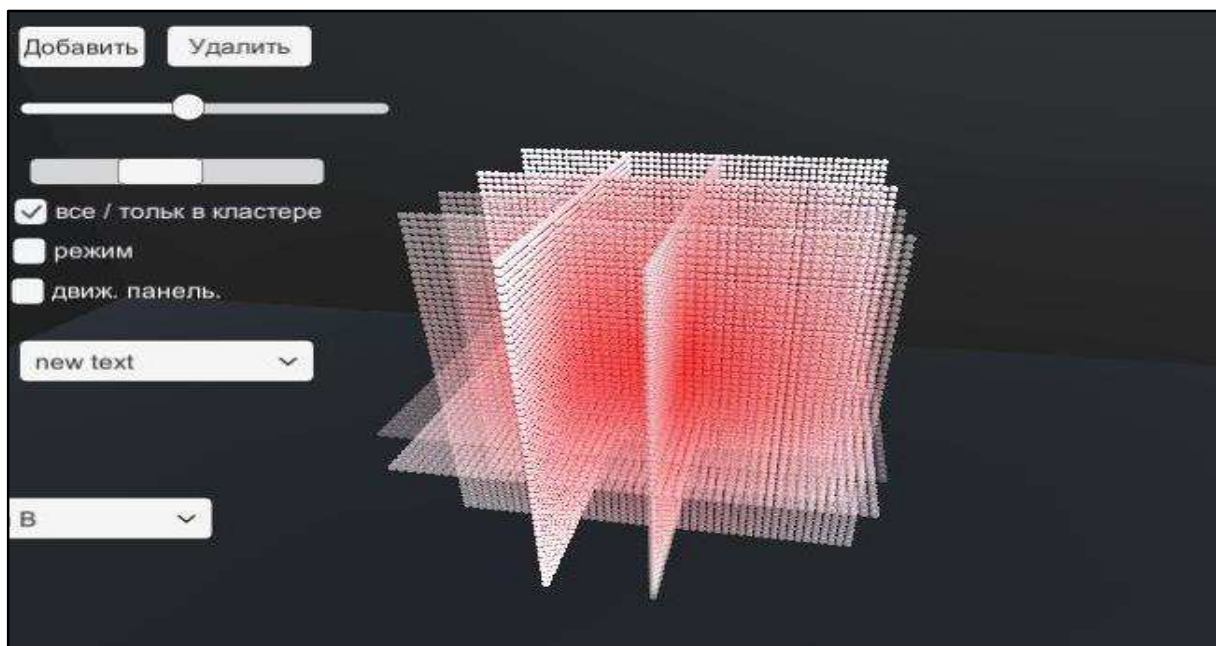 Добавить Удалить
все / тольк в кластере
режим
движ. панель.
new text
В